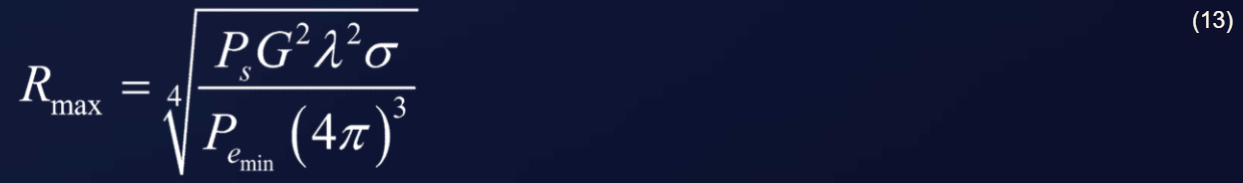 R_max = ⁴√(P_s G² λ² σ / (P_e_min (4π)³)) (13)